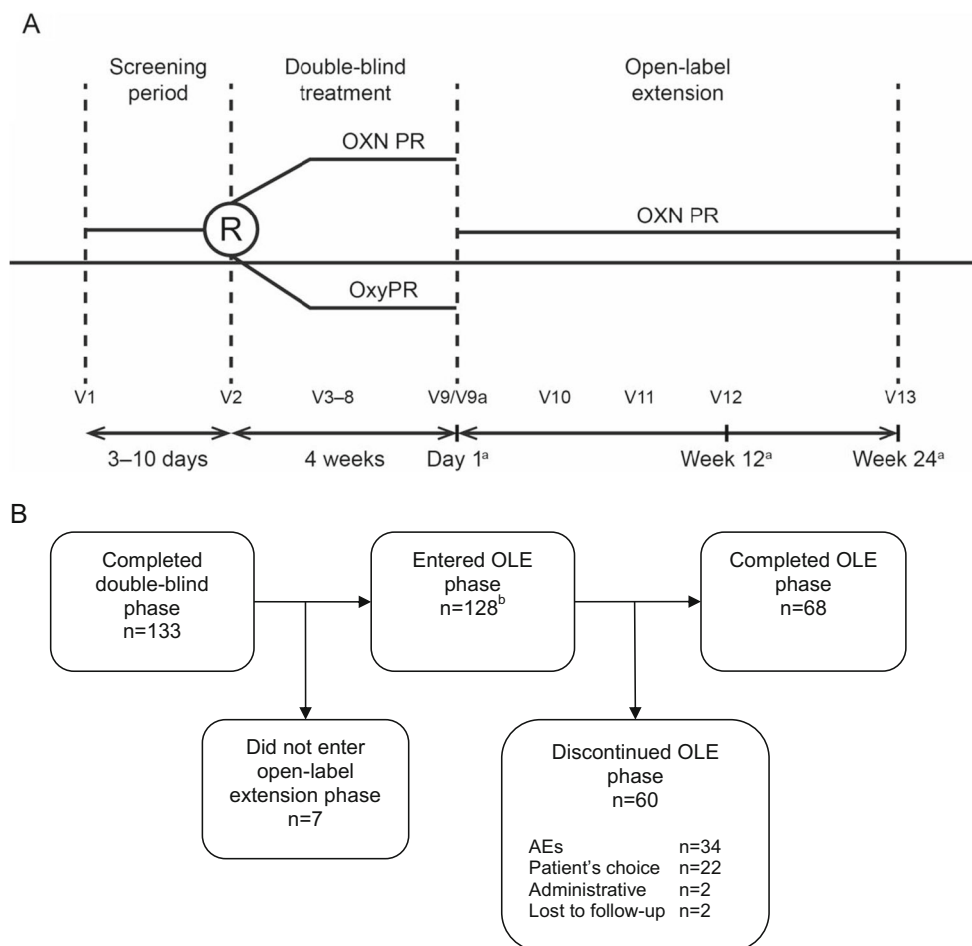 A
Screening
period
Double-blind
treatment
Open-label
extension
OXN PR
R
OXN PR
OxyPR
V1 V2 V3–8 V9/V9a V10 V11 V12 V13
3–10 days 4 weeks Day 1ᵃ Week 12ᵃ Week 24ᵃ
B
Completed
double-blind
phase
n=133
Entered OLE
phase
n=128ᵇ
Completed OLE
phase
n=68
Did not enter
open-label
extension phase
n=7
Discontinued OLE
phase
n=60
AEs n=34
Patient's choice n=22
Administrative n=2
Lost to follow-up n=2